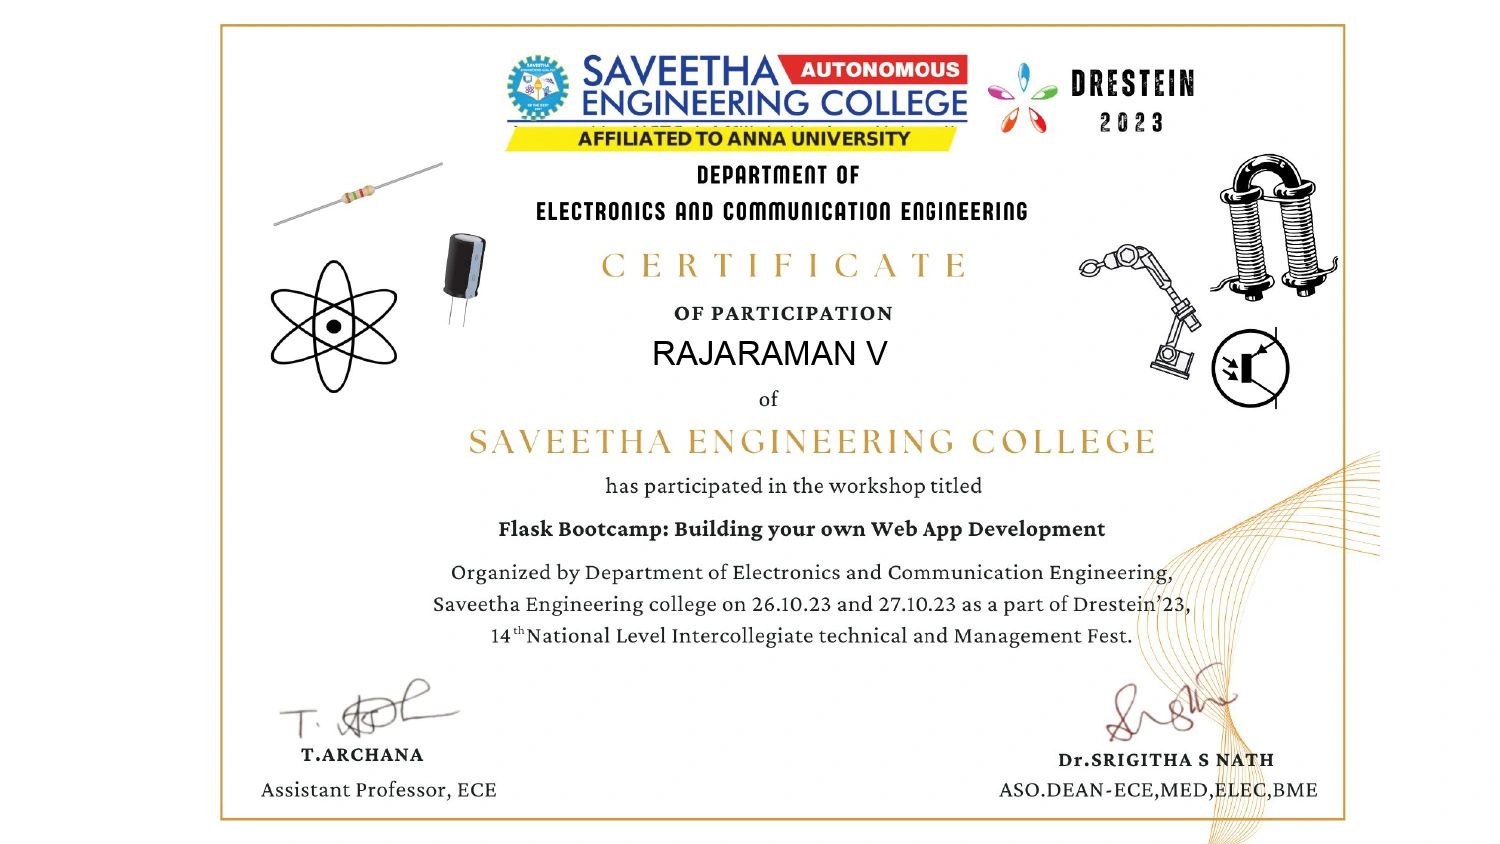 SAVEETHA AUTONOMOUS
ENGINEERING COLLEGE
AFFILIATED TO ANNA UNIVERSITY
DRESTEIN
2023
DEPARTMENT OF
ELECTRONICS AND COMMUNICATION ENGINEERING
CERTIFICATE
OF PARTICIPATION
RAJARAMAN V
of
SAVEETHA ENGINEERING COLLEGE
has participated in the workshop titled
Flask Bootcamp: Building your own Web App Development
Organized by Department of Electronics and Communication Engineering,
Saveetha Engineering college on 26.10.23 and 27.10.23 as a part of Drestein'23,
14th National Level Intercollegiate technical and Management Fest.
T.ARCHANA
Assistant Professor, ECE
Dr.SRIGITHA S NATH
ASO.DEAN-ECE,MED,ELEC,BME